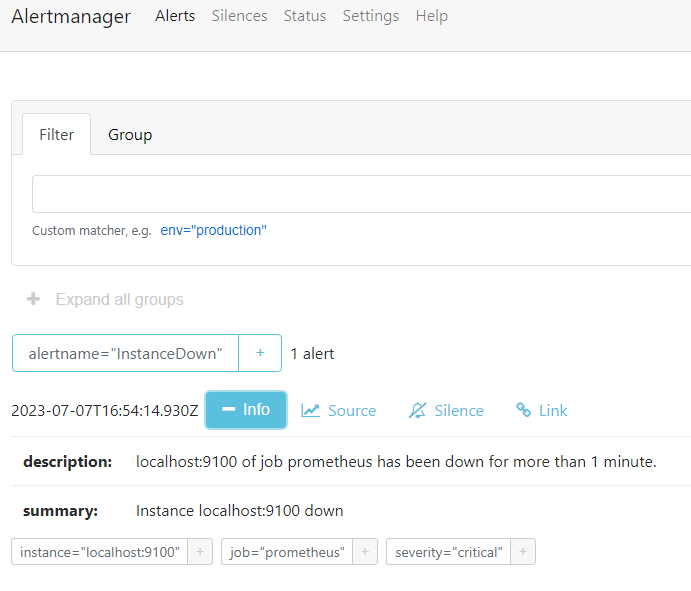 Alertmanager Alerts Silences Status Settings Help
Filter Group
Custom matcher, e.g. env="production"
+ Expand all groups
alertname="InstanceDown" + 1 alert
2023-07-07T16:54:14.930Z − Info Source Silence Link
description: localhost:9100 of job prometheus has been down for more than 1 minute.
summary: Instance localhost:9100 down
instance="localhost:9100" + job="prometheus" + severity="critical" +